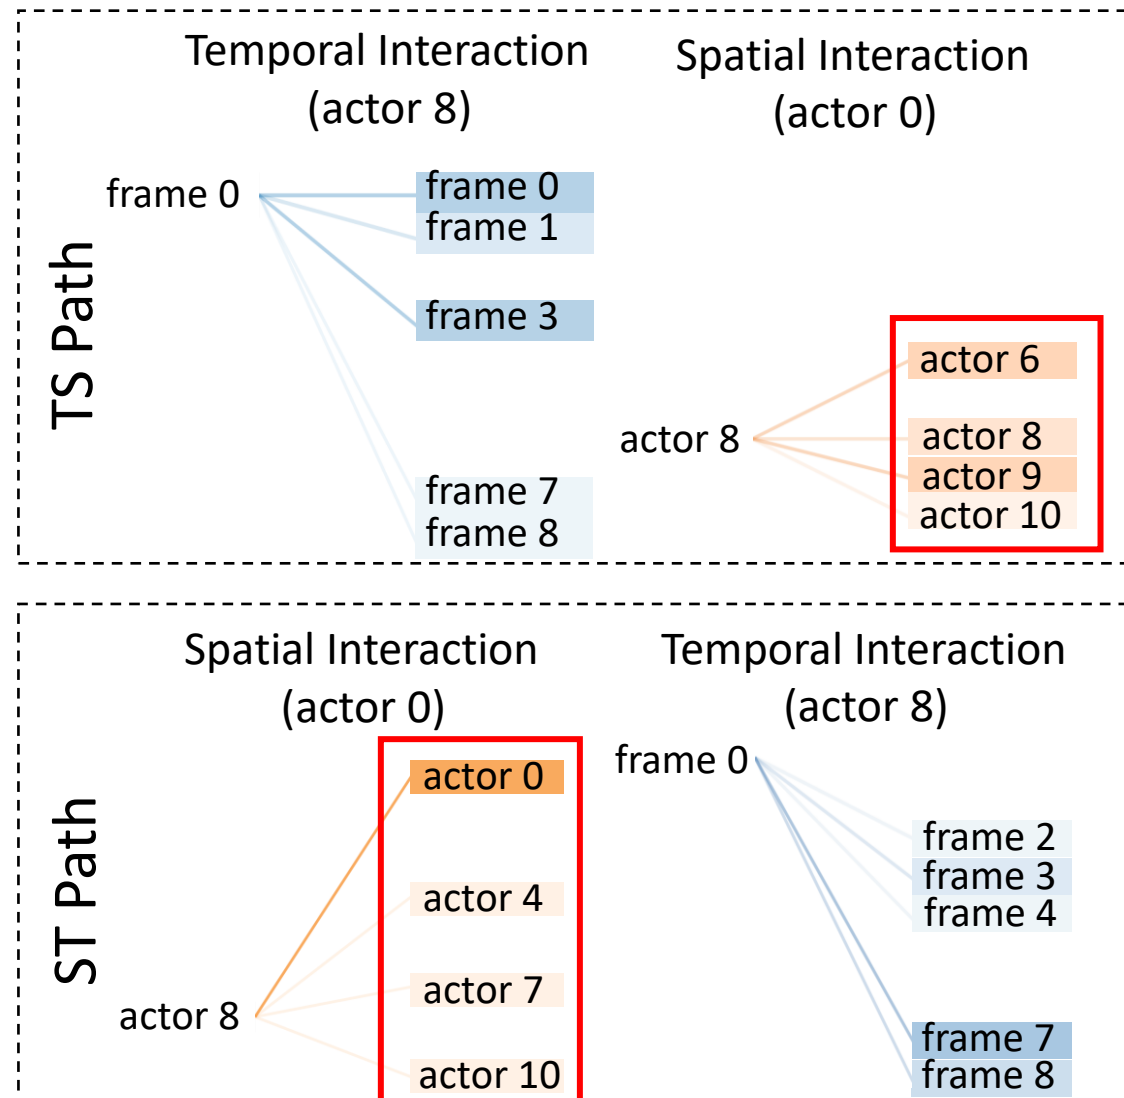 TS Path
Temporal Interaction
(actor 8)
frame 0
frame 0
frame 1
frame 3
frame 7
frame 8
Spatial Interaction
(actor 0)
actor 8
actor 6
actor 8
actor 9
actor 10
ST Path
Spatial Interaction
(actor 0)
actor 8
actor 0
actor 4
actor 7
actor 10
Temporal Interaction
(actor 8)
frame 0
frame 2
frame 3
frame 4
frame 7
frame 8